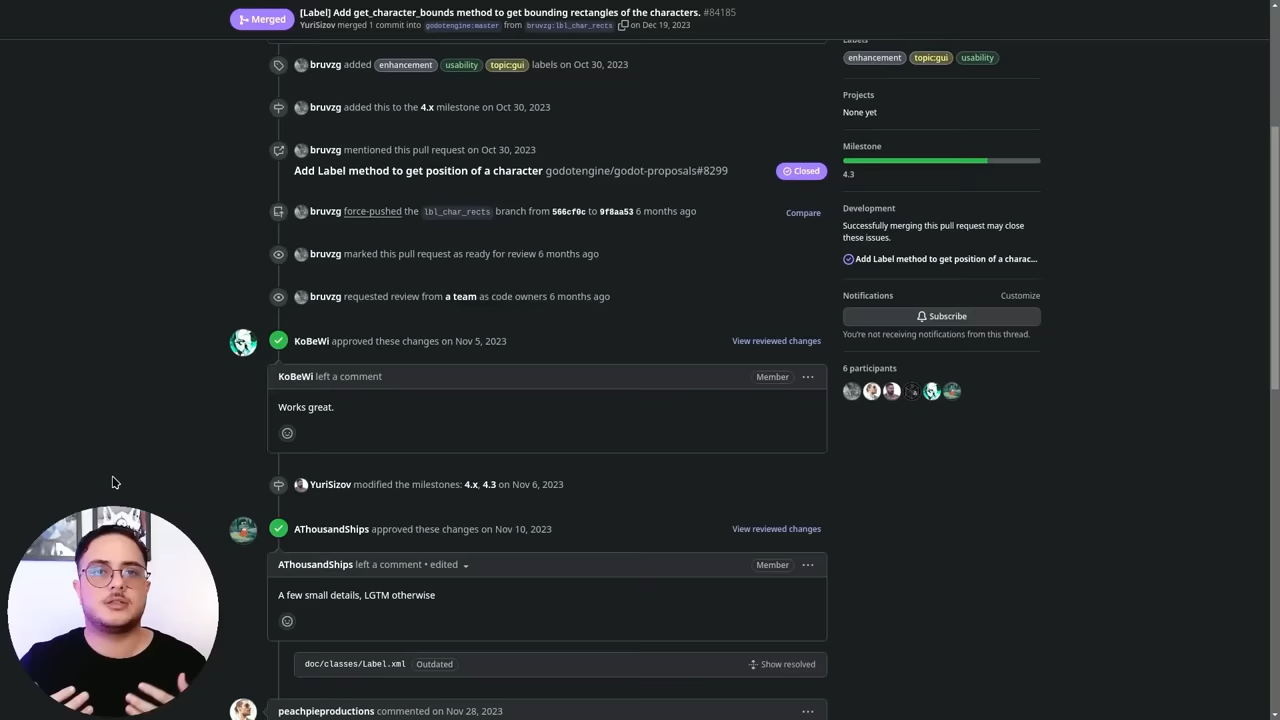 Merged
[Label] Add get_character_bounds method to get bounding rectangles of the characters. #84185
YuriSizov merged 1 commit into godotengine:master from bruvzg:lbl_char_rects on Dec 19, 2023
bruvzg added enhancement usability topic:gui labels on Oct 30, 2023
bruvzg added this to the 4.x milestone on Oct 30, 2023
bruvzg mentioned this pull request on Oct 30, 2023
Add Label method to get position of a character godotengine/godot-proposals#8299
Closed
bruvzg force-pushed the lbl_char_rects branch from 566cf0c to 9f8aa53 6 months ago
Compare
bruvzg marked this pull request as ready for review 6 months ago
bruvzg requested review from a team as code owners 6 months ago
KoBeWi approved these changes on Nov 5, 2023
View reviewed changes
KoBeWi left a comment
Member
Works great.
YuriSizov modified the milestones: 4.x, 4.3 on Nov 6, 2023
AThousandShips approved these changes on Nov 10, 2023
View reviewed changes
AThousandShips left a comment • edited
Member
A few small details, LGTM otherwise
doc/classes/Label.xml Outdated
Show resolved
peachpieproductions commented on Nov 28, 2023
Labels
enhancement topic:gui usability
Projects
None yet
Milestone
4.3
Development
Successfully merging this pull request may close
these issues.
Add Label method to get position of a charac...
Notifications
Customize
Subscribe
You're not receiving notifications from this thread.
6 participants